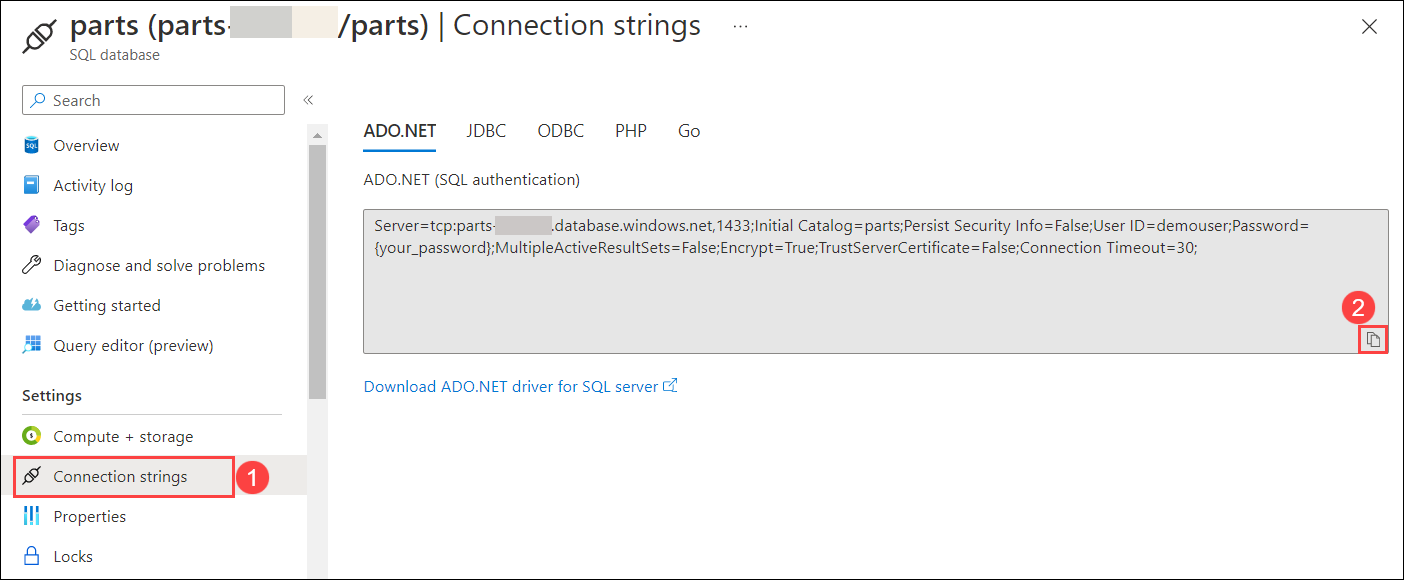 parts (parts- /parts) | Connection strings ...
SQL database
Search «
Overview
Activity log
Tags
Diagnose and solve problems
Getting started
Query editor (preview)
Settings
Compute + storage
Connection strings 1
Properties
Locks
ADO.NET JDBC ODBC PHP Go
ADO.NET (SQL authentication)
Server=tcp:parts- .database.windows.net,1433;Initial Catalog=parts;Persist Security Info=False;User ID=demouser;Password=
{your_password};MultipleActiveResultSets=False;Encrypt=True;TrustServerCertificate=False;Connection Timeout=30;
2
Download ADO.NET driver for SQL server